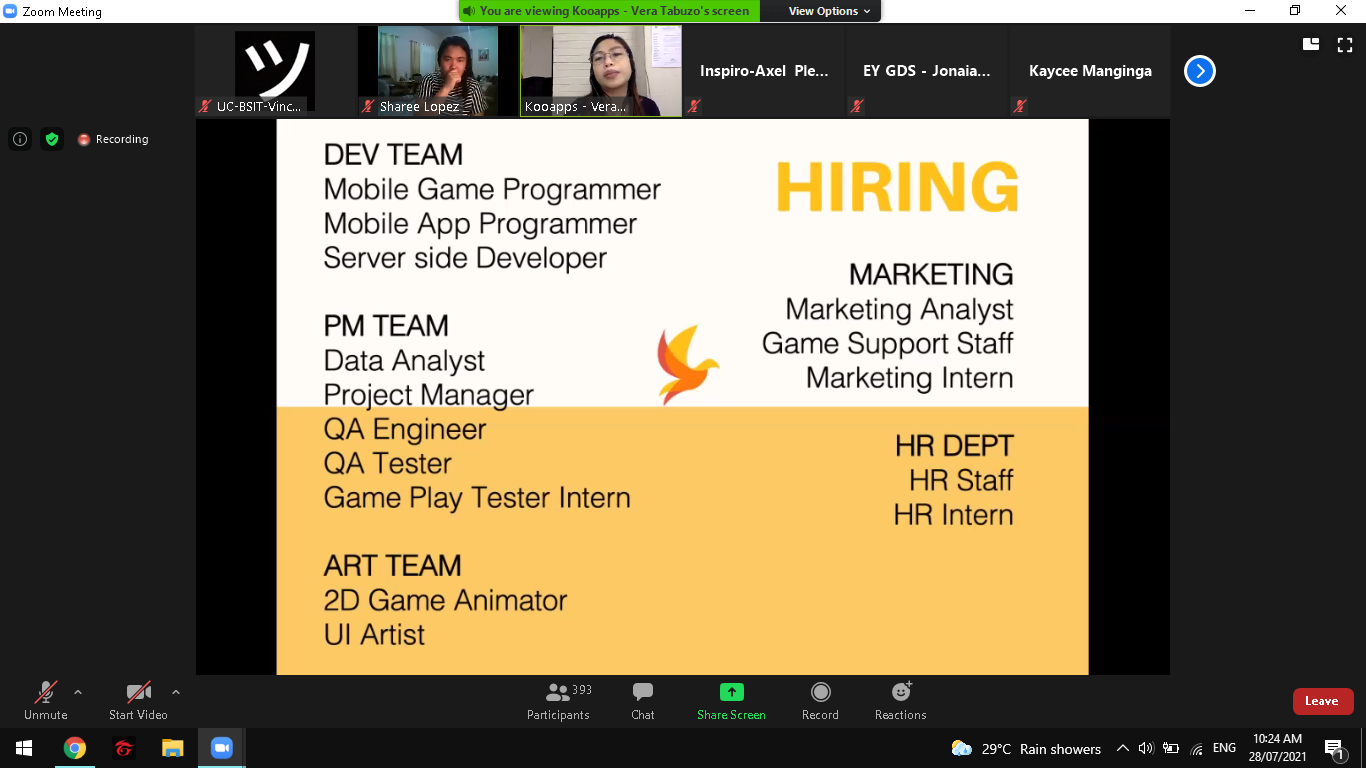 Zoom Meeting
You are viewing Kooapps - Vera Tabuzo's screen
View Options
ツ
UC-BSIT-Vinc...
Sharee Lopez
Kooapps - Vera...
Inspiro-Axel Ple...
EY GDS - Jonaia...
Kaycee Manginga
Recording
DEV TEAM
Mobile Game Programmer
Mobile App Programmer
Server side Developer
PM TEAM
Data Analyst
Project Manager
QA Engineer
QA Tester
Game Play Tester Intern
ART TEAM
2D Game Animator
UI Artist
HIRING
MARKETING
Marketing Analyst
Game Support Staff
Marketing Intern
HR DEPT
HR Staff
HR Intern
Unmute
Start Video
393
Participants
Chat
Share Screen
Record
Reactions
Leave
29°C Rain showers
ENG
10:24 AM
28/07/2021
1